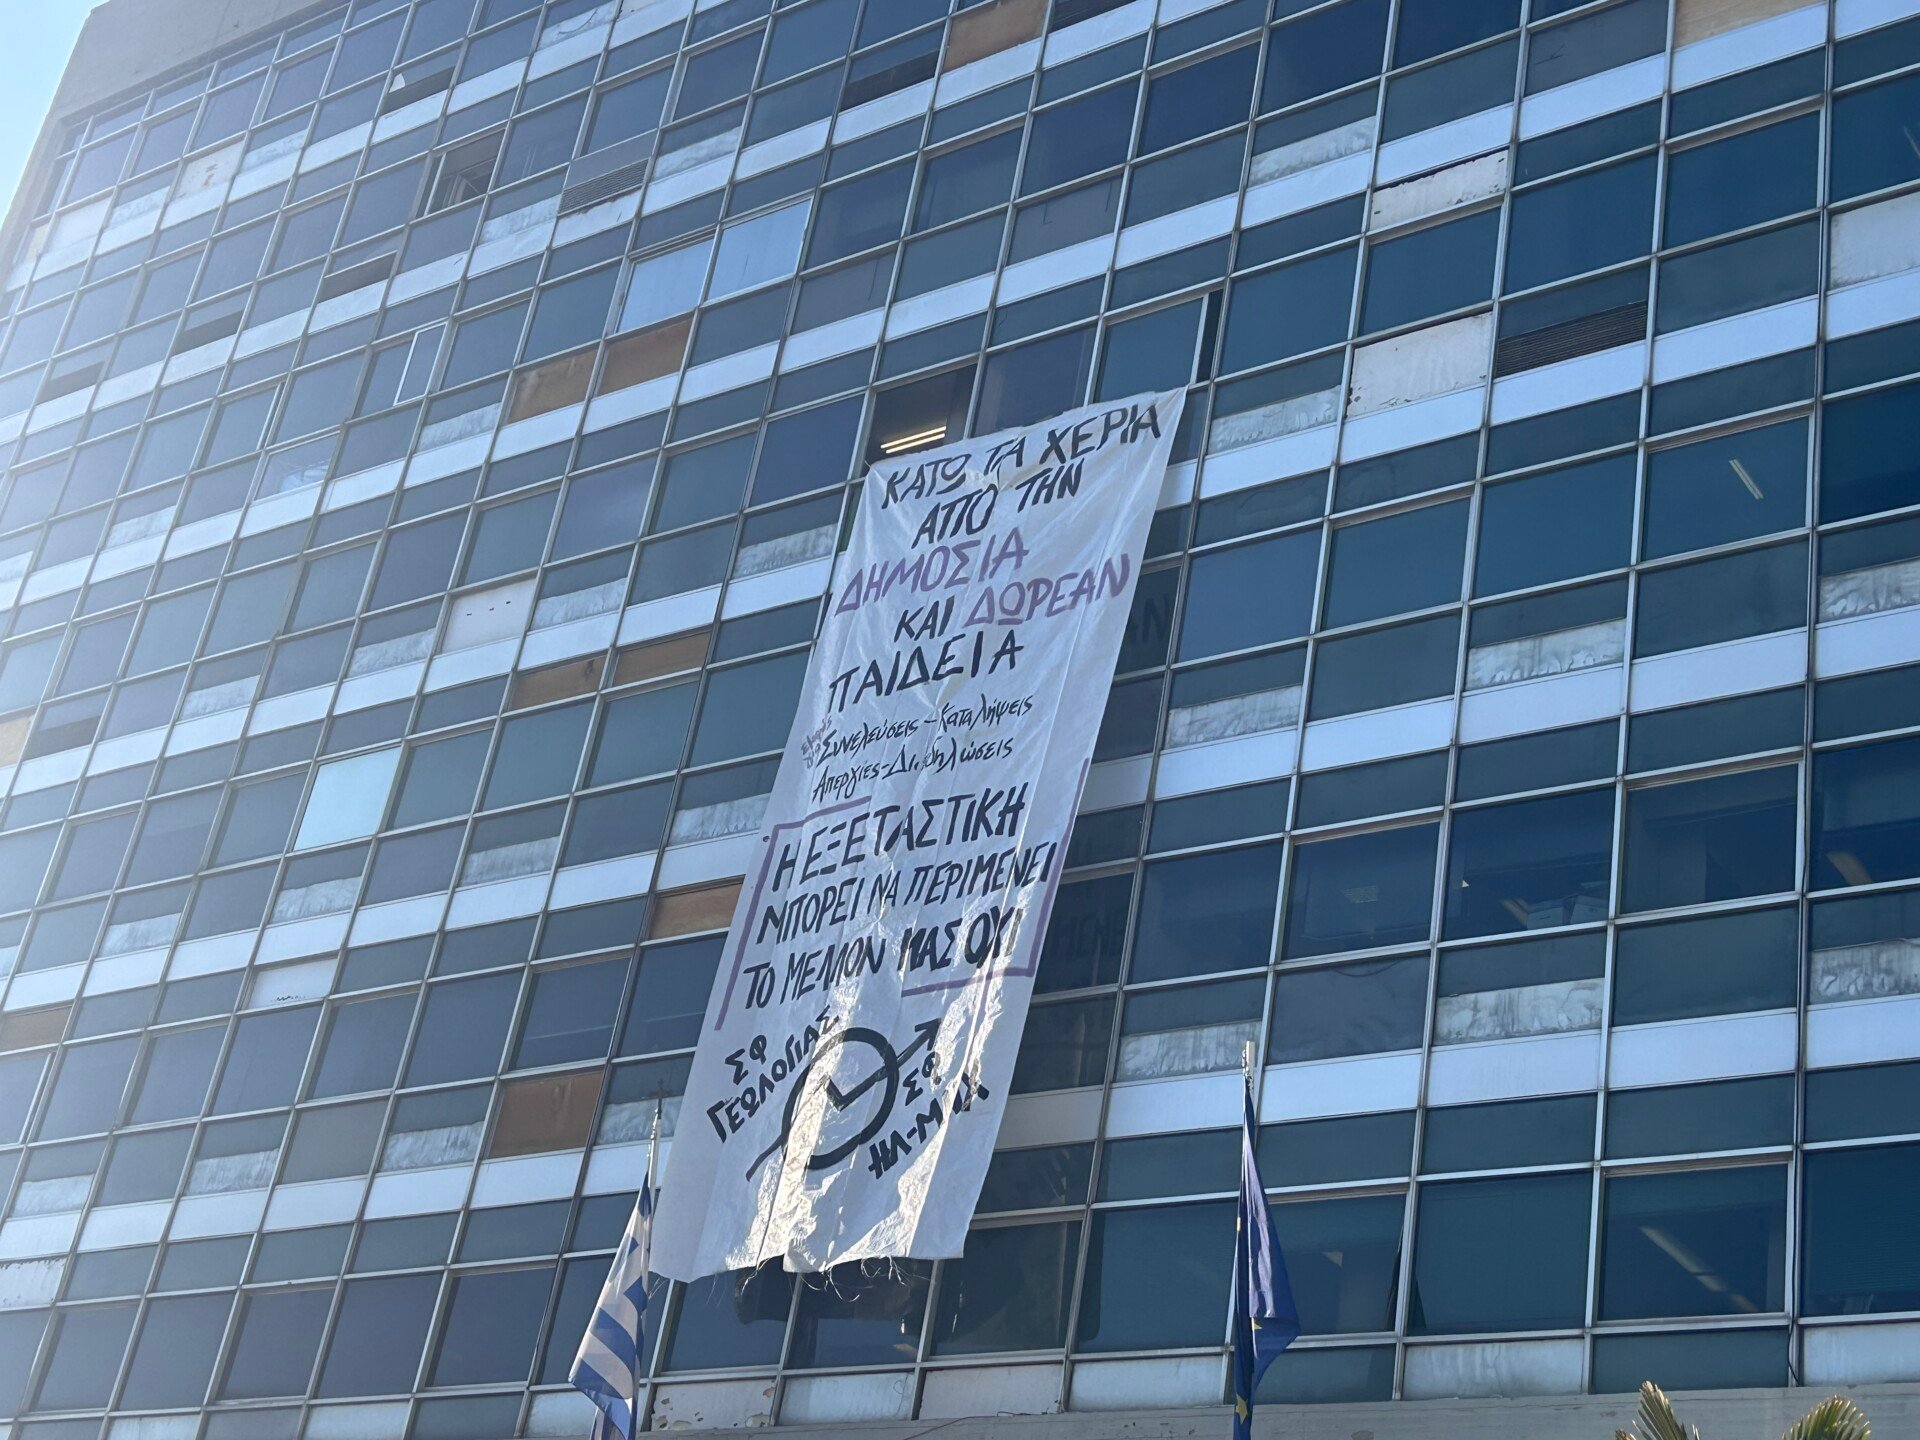 ΚΑΤΩ ΤΑ ΧΕΡΙΑ
ΑΠΟ ΤΗΝ
ΔΗΜΟΣΙΑ
ΚΑΙ ΔΩΡΕΑΝ
ΠΑΙΔΕΙΑ
Συνελεύσεις - Καταλήψεις
Απεργίες - Διαδηλώσεις
Η ΕΞΕΤΑΣΤΙΚΗ
ΜΠΟΡΕΙ ΝΑ ΠΕΡΙΜΕΝΕΙ
ΤΟ ΜΕΛΛΟΝ ΜΑΣ ΟΧΙ
ΣΦ
ΓΕΩΛΟΓΙΑΣ
ΣΦ
ΗΛ-ΜΗΧ